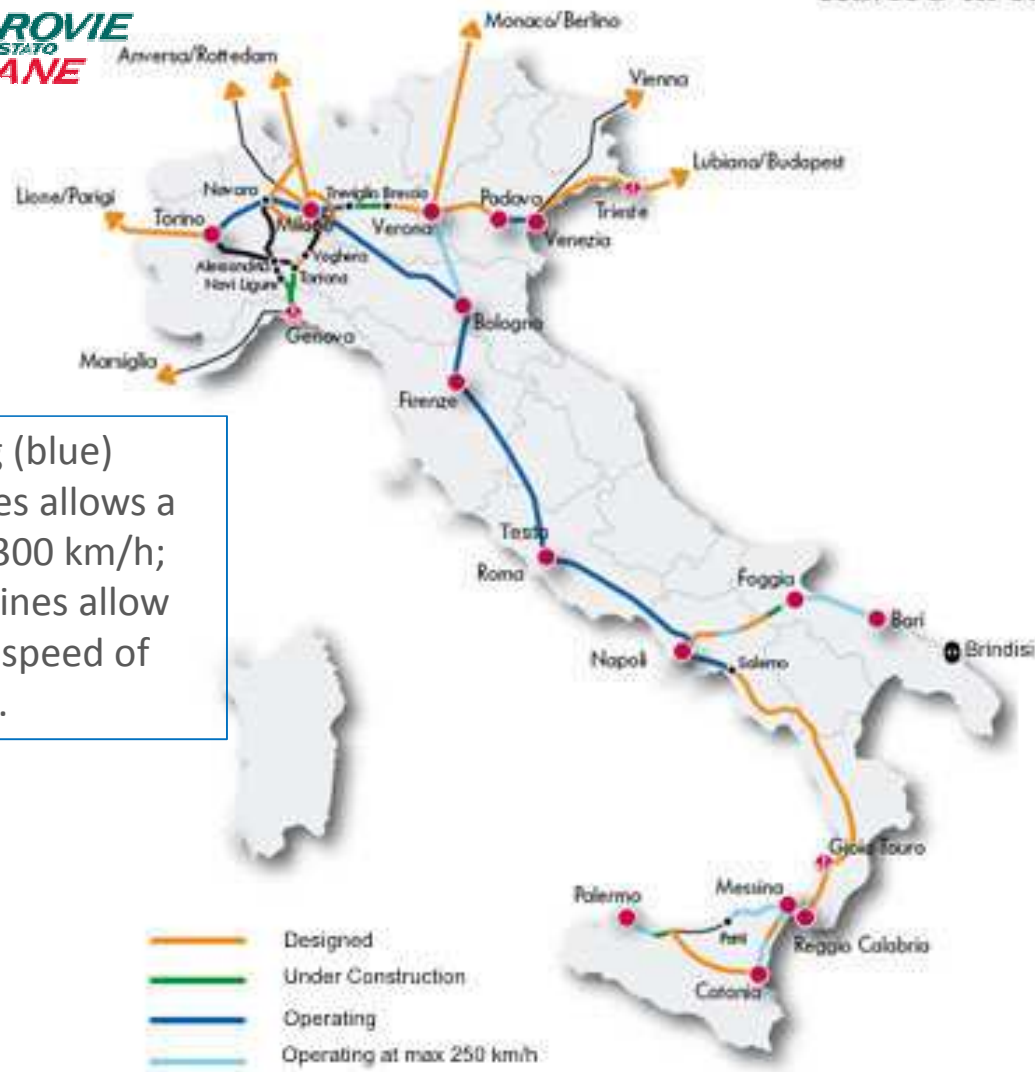 ROVIE
STATO
ANE
Monaco/Berlino
Anversa/Rottedam
Vienna
Lubiana/Budapest
Lione/Parigi
Novara
Treviglio Brescia
Padova
Trieste
Torino
Milano
Verona
Venezia
Voghera
Alessandria
Tortona
Novi Ligure
Genova
Bologna
Marsiglia
Firenze
g (blue)
es allows a
300 km/h;
ines allow
speed of
.
Testo
Roma
Foggia
Bari
Napoli
Salerno
Brindisi
Gioia Tauro
Messina
Palermo
Patti
Reggio Calabria
Catania
Designed
Under Construction
Operating
Operating at max 250 km/h